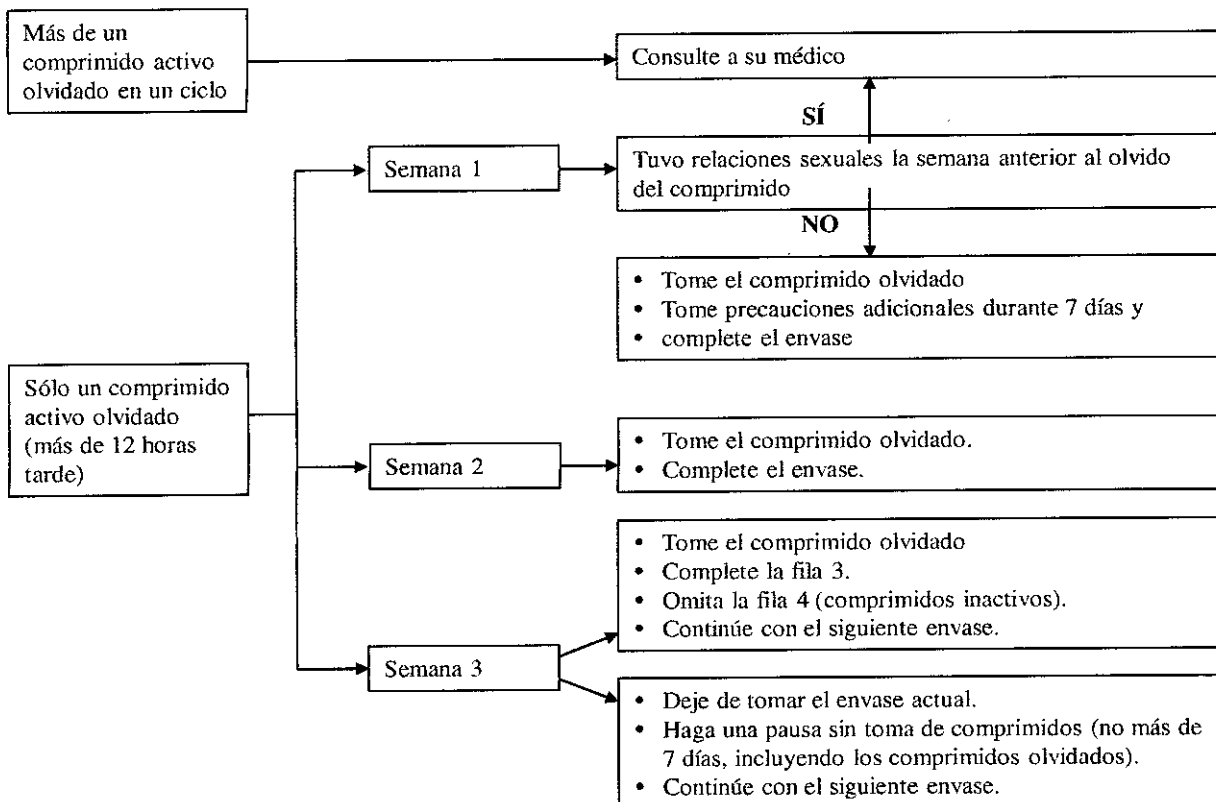 Más de un
comprimido activo
olvidado en un ciclo
Consulte a su médico
SÍ
Semana 1
Tuvo relaciones sexuales la semana anterior al olvido
del comprimido
NO
• Tome el comprimido olvidado
• Tome precauciones adicionales durante 7 días y
• complete el envase
Sólo un comprimido
activo olvidado
(más de 12 horas
tarde)
Semana 2
• Tome el comprimido olvidado.
• Complete el envase.
Semana 3
• Tome el comprimido olvidado
• Complete la fila 3.
• Omita la fila 4 (comprimidos inactivos).
• Continúe con el siguiente envase.
• Deje de tomar el envase actual.
• Haga una pausa sin toma de comprimidos (no más de
7 días, incluyendo los comprimidos olvidados).
• Continúe con el siguiente envase.